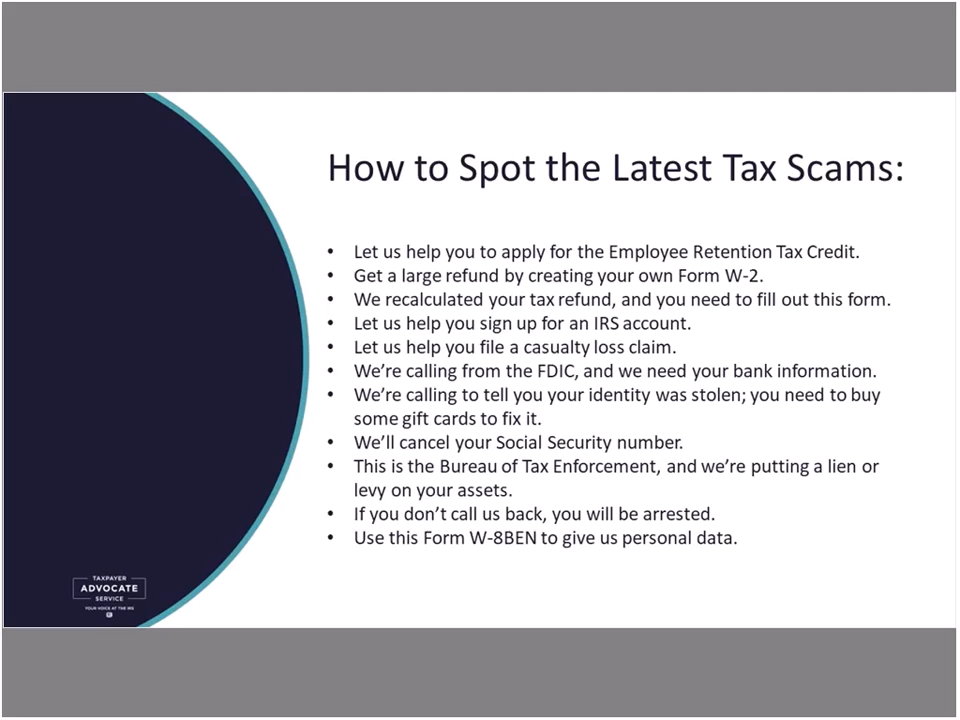 How to Spot the Latest Tax Scams:
• Let us help you to apply for the Employee Retention Tax Credit.
• Get a large refund by creating your own Form W-2.
• We recalculated your tax refund, and you need to fill out this form.
• Let us help you sign up for an IRS account.
• Let us help you file a casualty loss claim.
• We’re calling from the FDIC, and we need your bank information.
• We’re calling to tell you your identity was stolen; you need to buy
some gift cards to fix it.
• We’ll cancel your Social Security number.
• This is the Bureau of Tax Enforcement, and we’re putting a lien or
levy on your assets.
• If you don’t call us back, you will be arrested.
• Use this Form W-8BEN to give us personal data.
TAXPAYER
ADVOCATE
SERVICE
YOUR VOICE AT THE IRS